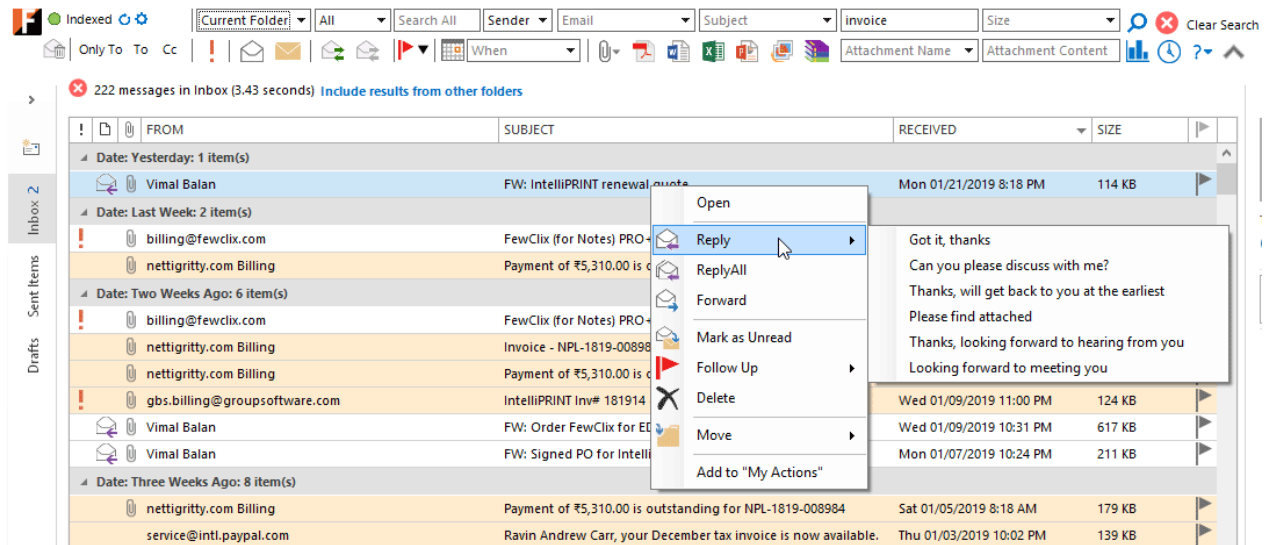 Indexed Current Folder All Search All Sender Email Subject invoice Size Clear Search
Only To To Cc When Attachment Name Attachment Content ?
222 messages in Inbox (3.43 seconds) Include results from other folders
! FROM SUBJECT RECEIVED SIZE
Date: Yesterday: 1 item(s)
Vimal Balan FW: IntelliPRINT renewal quote Mon 01/21/2019 8:18 PM 114 KB
Date: Last Week: 2 item(s)
billing@fewclix.com FewClix (for Notes) PRO+
nettigritty.com Billing Payment of ₹5,310.00 is
Date: Two Weeks Ago: 6 item(s)
billing@fewclix.com FewClix (for Notes) PRO+
nettigritty.com Billing Invoice - NPL-1819-00898
nettigritty.com Billing Payment of ₹5,310.00 is
gbs.billing@groupsoftware.com IntelliPRINT Inv# 181914 Wed 01/09/2019 11:00 PM 124 KB
Vimal Balan FW: Order FewClix for Wed 01/09/2019 10:31 PM 617 KB
Vimal Balan FW: Signed PO for Intelli Mon 01/07/2019 10:24 PM 211 KB
Date: Three Weeks Ago: 8 item(s)
nettigritty.com Billing Payment of ₹5,310.00 is outstanding for NPL-1819-008984 Sat 01/05/2019 8:18 AM 179 KB
service@intl.paypal.com Ravin Andrew Carr, your December tax invoice is now available. Thu 01/03/2019 10:02 PM 139 KB
Inbox 2
Sent Items
Drafts
Open
Reply
ReplyAll
Forward
Mark as Unread
Follow Up
Delete
Move
Add to "My Actions"
Got it, thanks
Can you please discuss with me?
Thanks, will get back to you at the earliest
Please find attached
Thanks, looking forward to hearing from you
Looking forward to meeting you